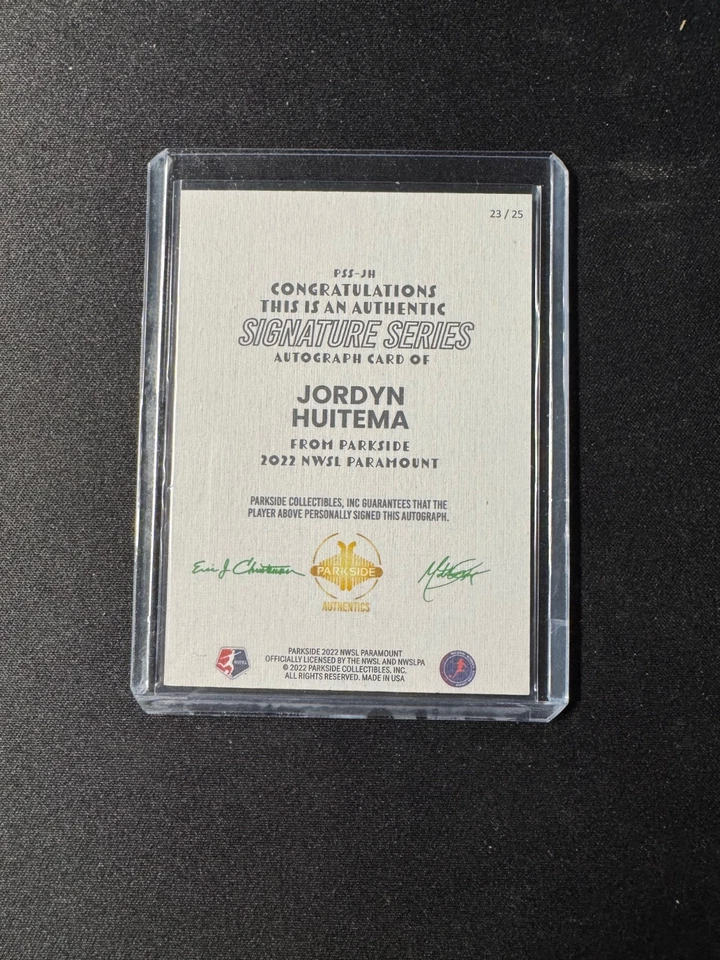 23 / 25
PSS-JH
CONGRATULATIONS
THIS IS AN AUTHENTIC
SIGNATURE SERIES
AUTOGRAPH CARD OF
JORDYN
HUITEMA
FROM PARKSIDE
2022 NWSL PARAMOUNT
PARKSIDE COLLECTIBLES, INC GUARANTEES THAT THE
PLAYER ABOVE PERSONALLY SIGNED THIS AUTOGRAPH.
PARKSIDE
AUTHENTICS
PARKSIDE 2022 NWSL PARAMOUNT
OFFICIALLY LICENSED BY THE NWSL AND NWSLPA
© 2022 PARKSIDE COLLECTIBLES, INC.
ALL RIGHTS RESERVED. MADE IN USA
NWSL